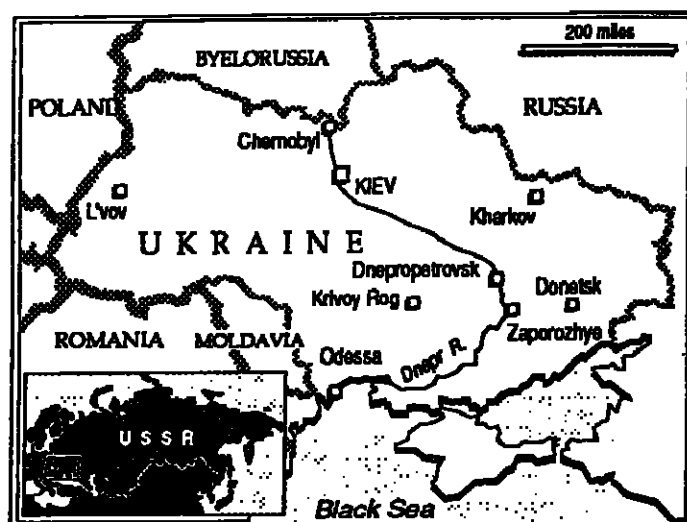 200 miles
BYELORUSSIA
POLAND
RUSSIA
Chernobyl
KIEV
L'vov
Kharkov
UKRAINE
Dnepropetrovsk
Krivoy Rog
Donetsk
Zaporozhye
ROMANIA
MOLDAVIA
Odessa
Dnepr R.
USSR
Black Sea